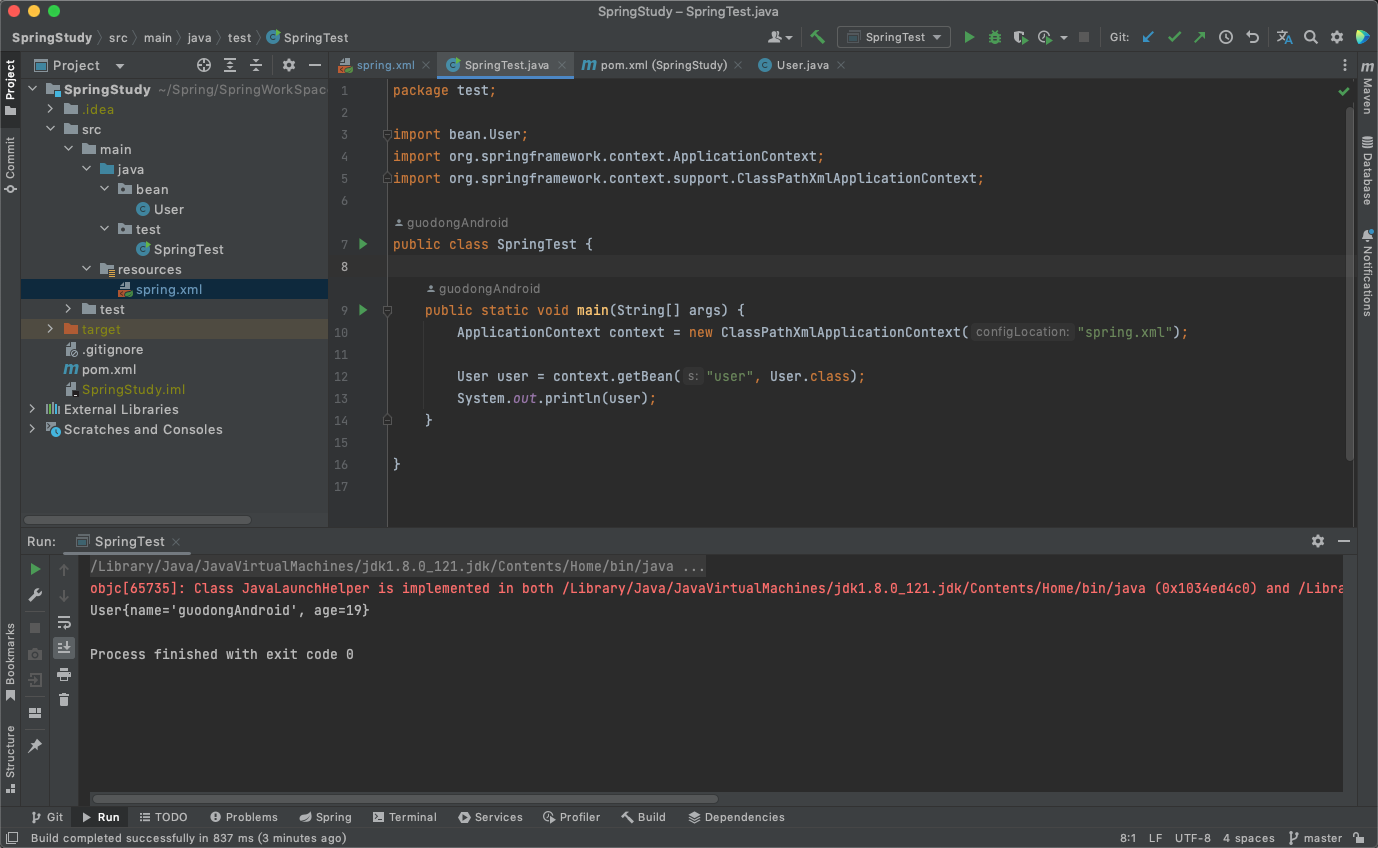 SpringStudy – SpringTest.java
SpringStudy src main java test SpringTest
SpringTest Git:
Project
spring.xml SpringTest.java pom.xml (SpringStudy) User.java
Project
Commit
Bookmarks
Structure
SpringStudy ~/Spring/SpringWorkSpac
.idea
src
main
java
bean
User
test
SpringTest
resources
spring.xml
test
target
.gitignore
pom.xml
SpringStudy.iml
External Libraries
Scratches and Consoles
1 package test;
2
3 import bean.User;
4 import org.springframework.context.ApplicationContext;
5 import org.springframework.context.support.ClassPathXmlApplicationContext;
6
guodongAndroid
7 public class SpringTest {
8
guodongAndroid
9 public static void main(String[] args) {
10 ApplicationContext context = new ClassPathXmlApplicationContext( configLocation: "spring.xml");
11
12 User user = context.getBean( s: "user", User.class);
13 System.out.println(user);
14 }
15
16 }
17
Maven
Database
Notifications
Run: SpringTest
/Library/Java/JavaVirtualMachines/jdk1.8.0_121.jdk/Contents/Home/bin/java ...
objc[65735]: Class JavaLaunchHelper is implemented in both /Library/Java/JavaVirtualMachines/jdk1.8.0_121.jdk/Contents/Home/bin/java (0x1034ed4c0) and /Libra
User{name='guodongAndroid', age=19}
Process finished with exit code 0
Git Run TODO Problems Spring Terminal Services Profiler Build Dependencies
Build completed successfully in 837 ms (3 minutes ago) 8:1 LF UTF-8 4 spaces master